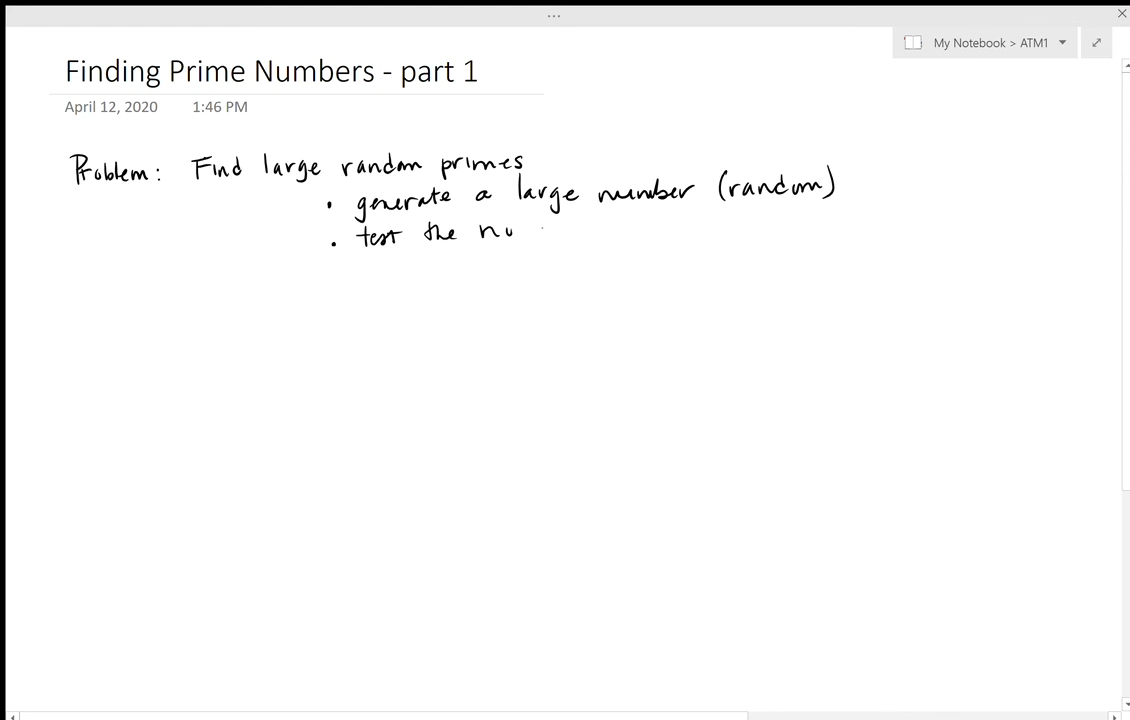 ...
My Notebook > ATM1
Finding Prime Numbers - part 1
April 12, 2020 1:46 PM
Problem: Find large random primes
• generate a large number (random)
• test the nu